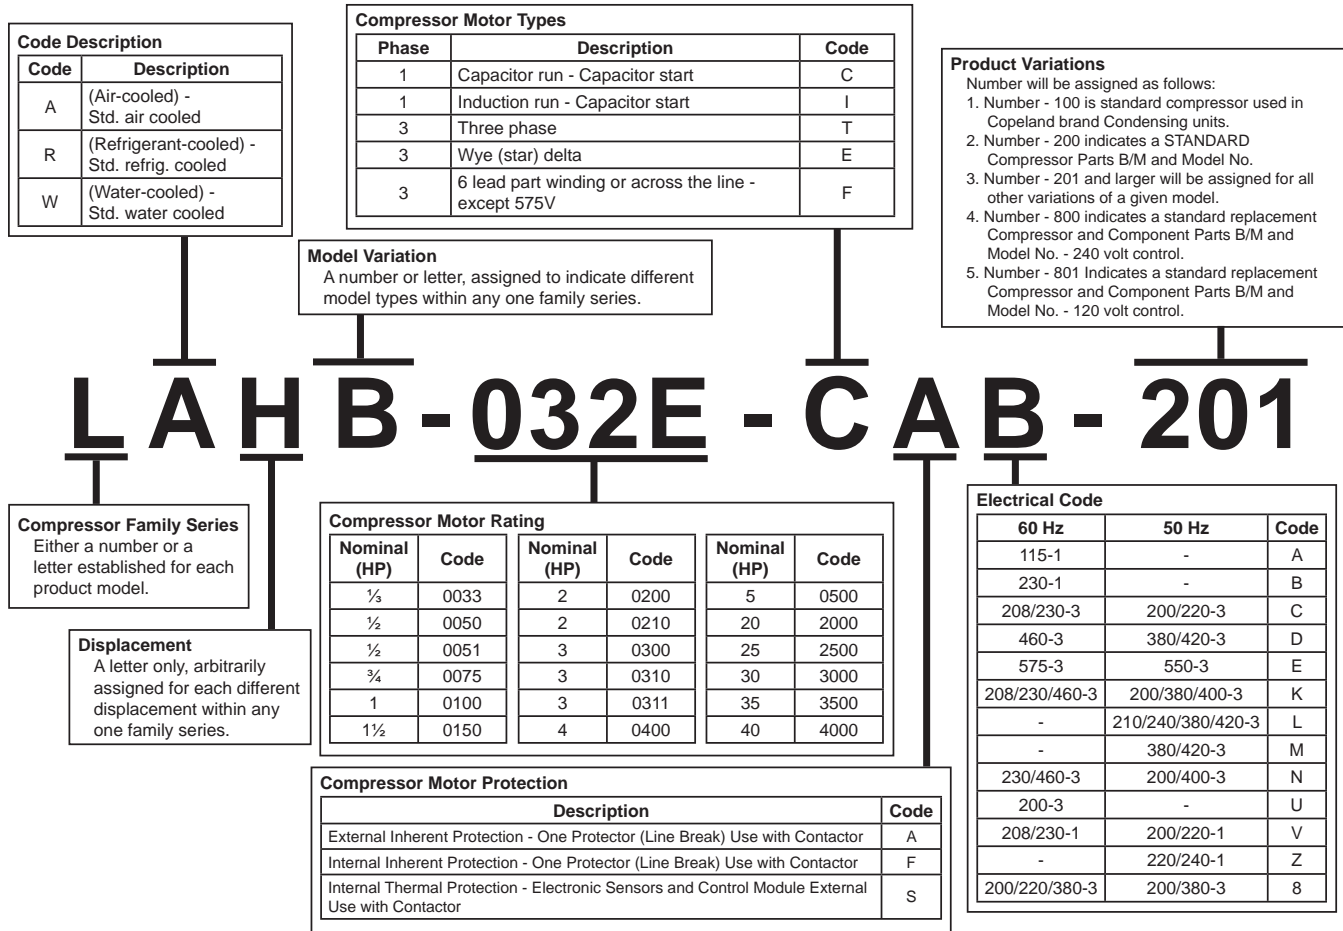 Code Description
Code Description
A (Air-cooled) -
Std. air cooled
R (Refrigerant-cooled) -
Std. refrig. cooled
W (Water-cooled) -
Std. water cooled
Compressor Motor Types
Phase Description Code
1 Capacitor run - Capacitor start C
1 Induction run - Capacitor start I
3 Three phase T
3 Wye (star) delta E
3 6 lead part winding or across the line - F
except 575V
Product Variations
Number will be assigned as follows:
1. Number - 100 is standard compressor used in
Copeland brand Condensing units.
2. Number - 200 indicates a STANDARD
Compressor Parts B/M and Model No.
3. Number - 201 and larger will be assigned for all
other variations of a given model.
4. Number - 800 indicates a standard replacement
Compressor and Component Parts B/M and
Model No. - 240 volt control.
5. Number - 801 Indicates a standard replacement
Compressor and Component Parts B/M and
Model No. - 120 volt control.
Model Variation
A number or letter, assigned to indicate different
model types within any one family series.
LAHB-032E-CAB-201
Compressor Family Series
Either a number or a
letter established for each
product model.
Displacement
A letter only, arbitrarily
assigned for each different
displacement within any
one family series.
Compressor Motor Rating
Nominal (HP) Code Nominal (HP) Code Nominal (HP) Code
⅓ 0033 2 0200 5 0500
½ 0050 2 0210 20 2000
½ 0051 3 0300 25 2500
¾ 0075 3 0310 30 3000
1 0100 3 0311 35 3500
1½ 0150 4 0400 40 4000
Compressor Motor Protection
Description Code
External Inherent Protection - One Protector (Line Break) Use with Contactor A
Internal Inherent Protection - One Protector (Line Break) Use with Contactor F
Internal Thermal Protection - Electronic Sensors and Control Module External S
Use with Contactor
Electrical Code
60 Hz 50 Hz Code
115-1 - A
230-1 - B
208/230-3 200/220-3 C
460-3 380/420-3 D
575-3 550-3 E
208/230/460-3 200/380/400-3 K
- 210/240/380/420-3 L
- 380/420-3 M
230/460-3 200/400-3 N
200-3 - U
208/230-1 200/220-1 V
- 220/240-1 Z
200/220/380-3 200/380-3 8